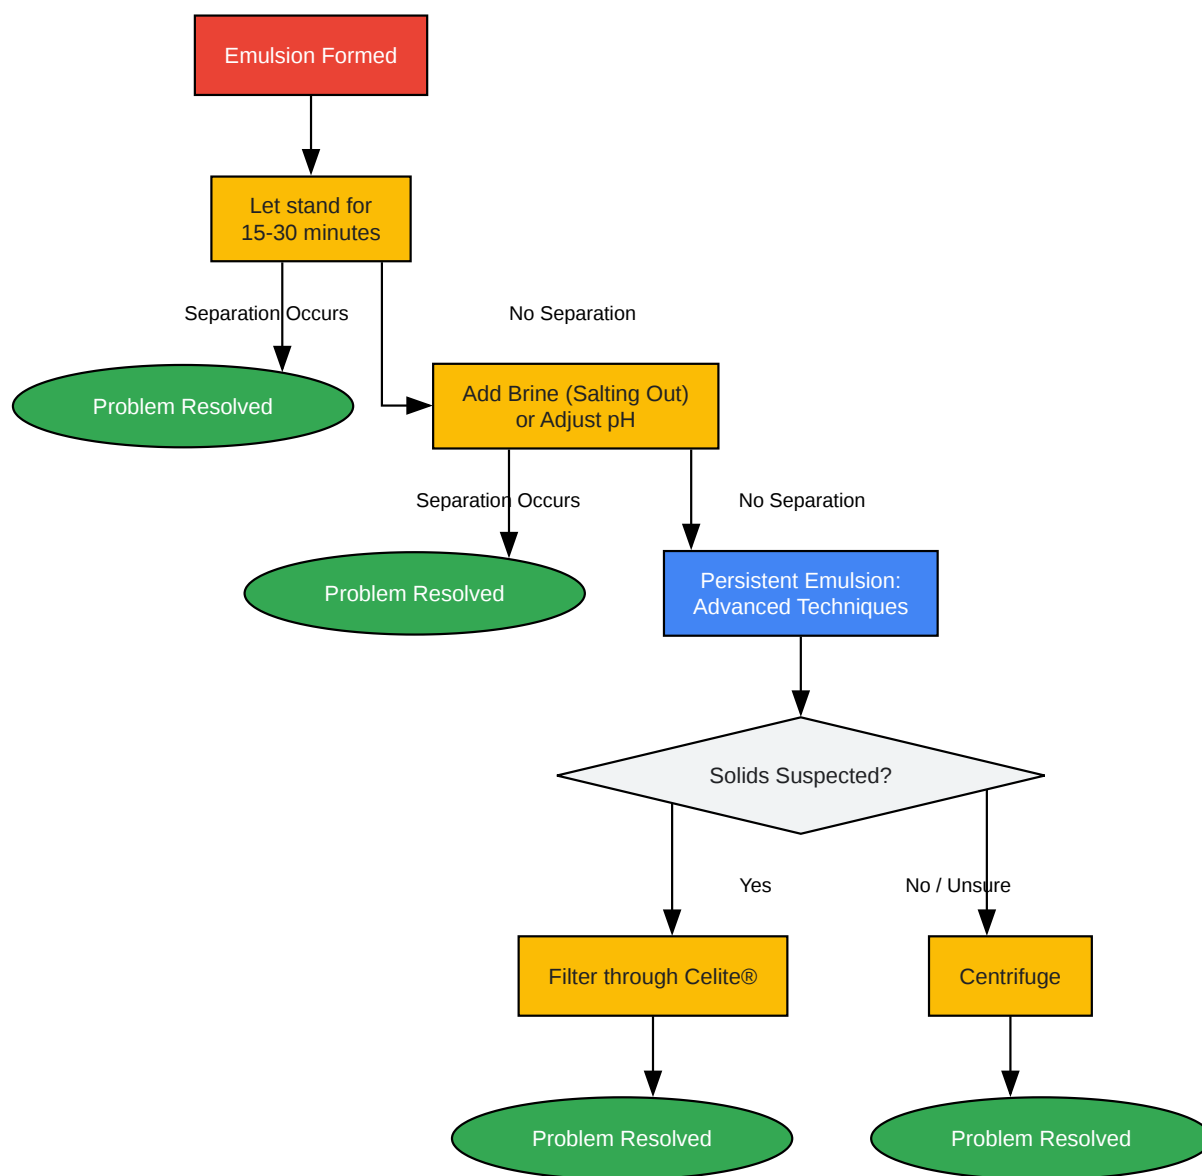 Emulsion Formed
Let stand for
15-30 minutes
Separation Occurs
No Separation
Problem Resolved
Add Brine (Salting Out)
or Adjust pH
Separation Occurs
No Separation
Problem Resolved
Persistent Emulsion:
Advanced Techniques
Solids Suspected?
Yes
No / Unsure
Filter through Celite®
Centrifuge
Problem Resolved
Problem Resolved